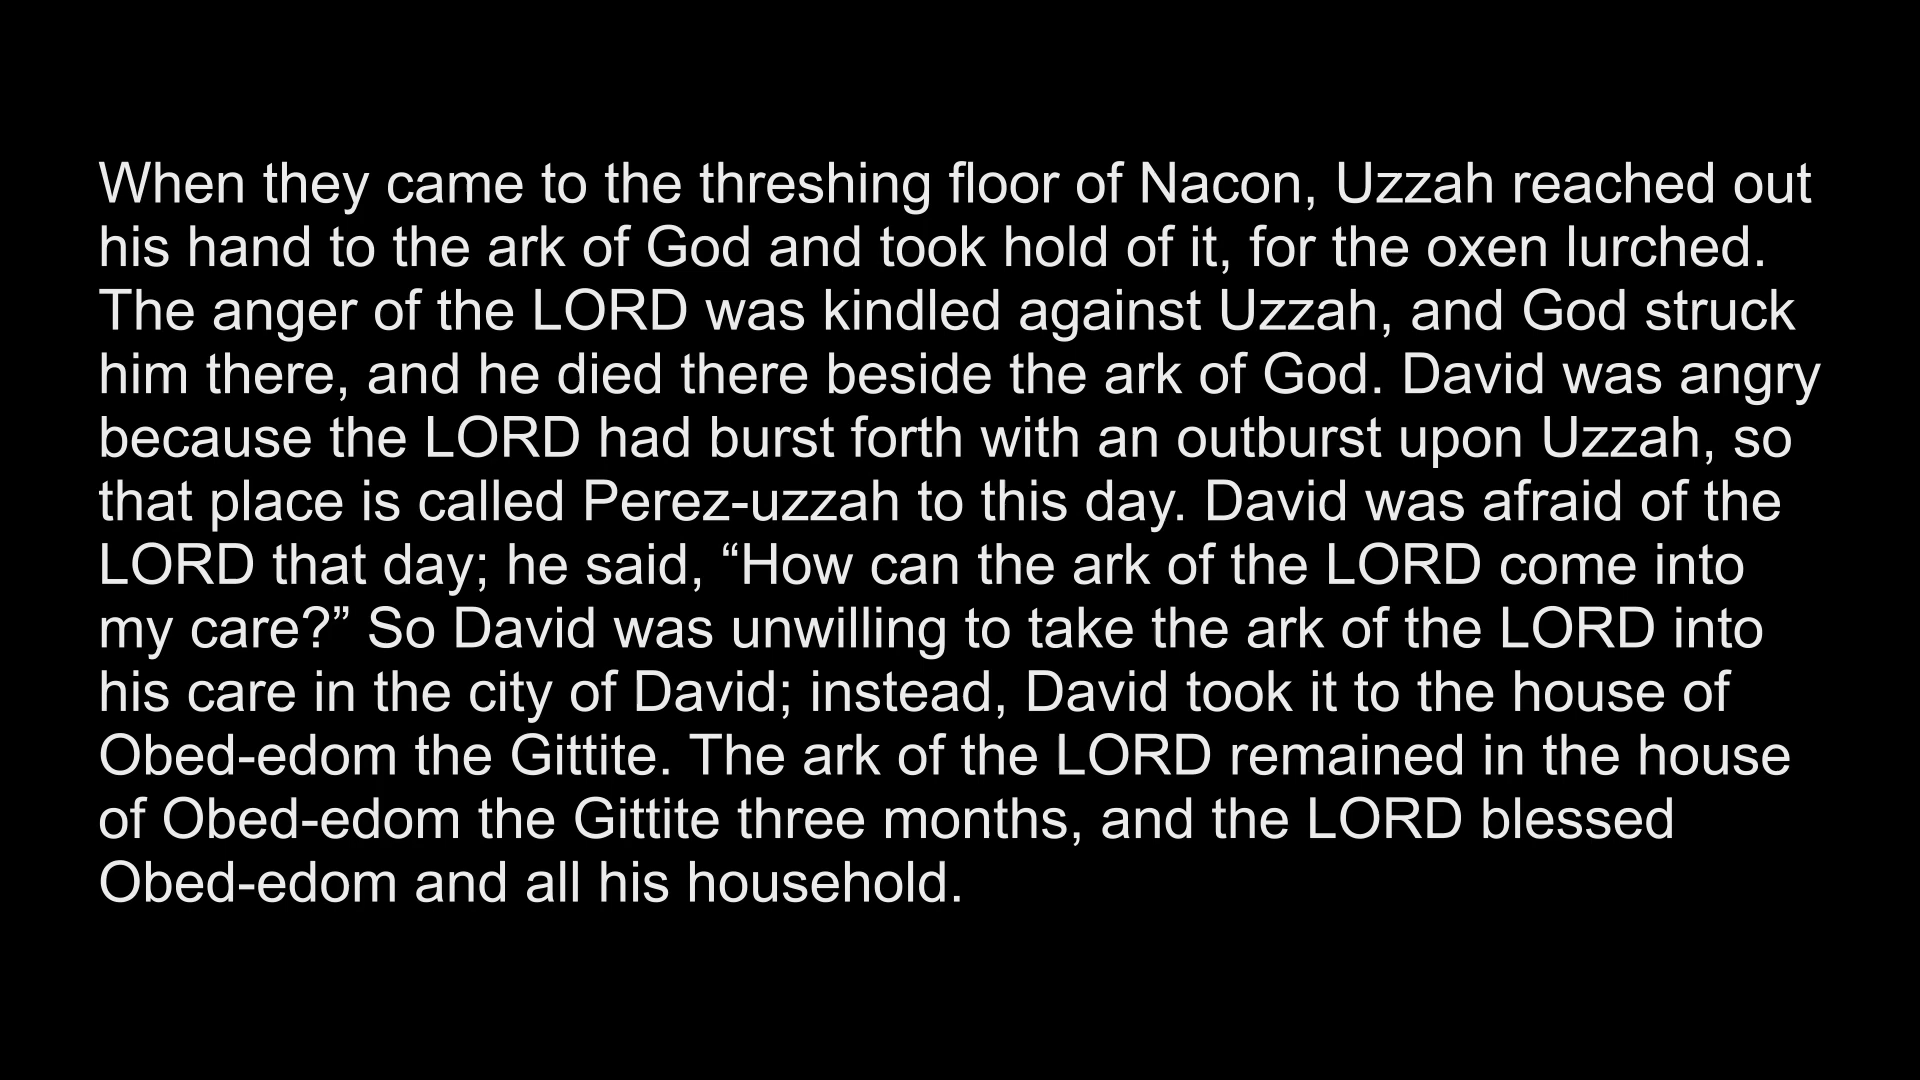 When they came to the threshing floor of Nacon, Uzzah reached out
his hand to the ark of God and took hold of it, for the oxen lurched.
The anger of the LORD was kindled against Uzzah, and God struck
him there, and he died there beside the ark of God. David was angry
because the LORD had burst forth with an outburst upon Uzzah, so
that place is called Perez-uzzah to this day. David was afraid of the
LORD that day; he said, “How can the ark of the LORD come into
my care?” So David was unwilling to take the ark of the LORD into
his care in the city of David; instead, David took it to the house of
Obed-edom the Gittite. The ark of the LORD remained in the house
of Obed-edom the Gittite three months, and the LORD blessed
Obed-edom and all his household.